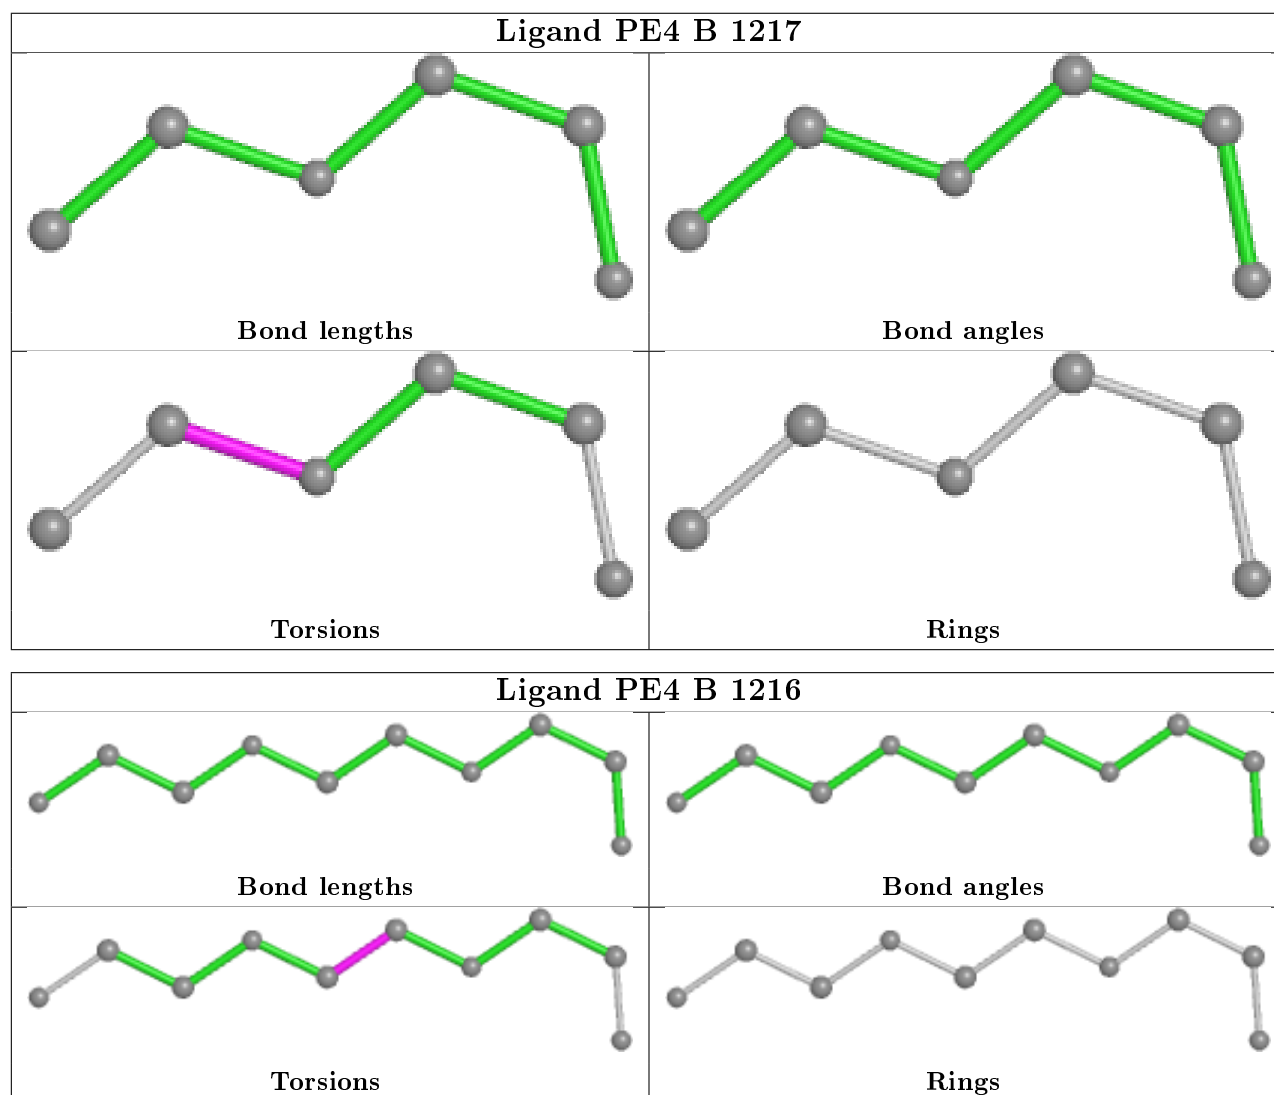 Ligand PE4 B 1217
Bond lengths
Bond angles
Torsions
Rings
Ligand PE4 B 1216
Bond lengths
Bond angles
Torsions
Rings